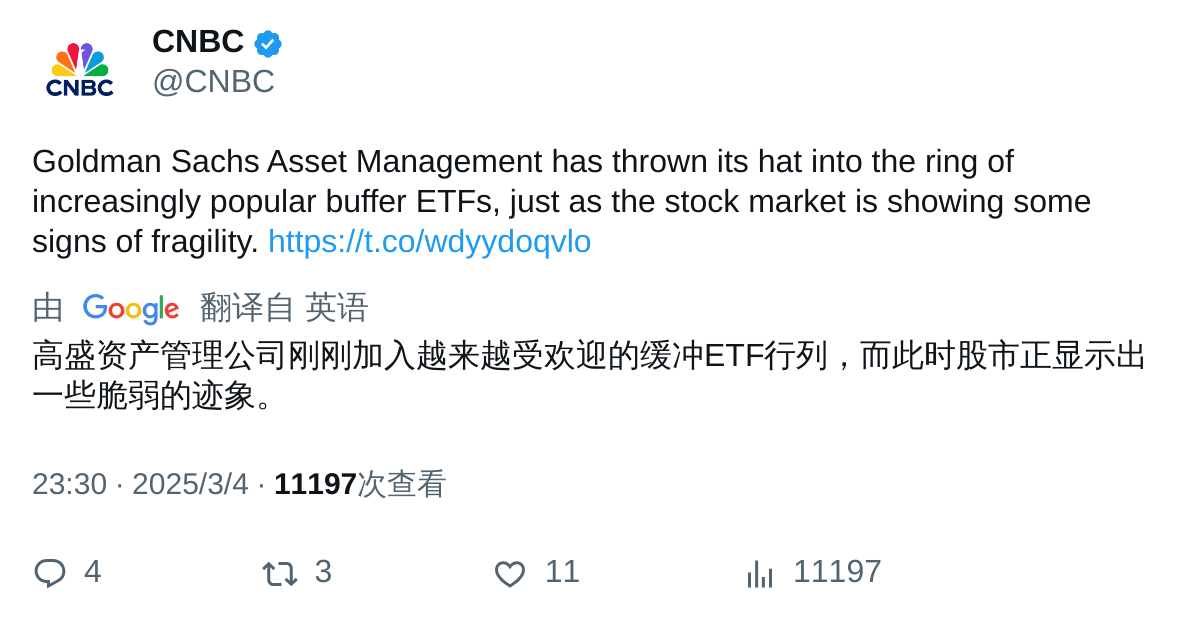 CNBC
CNBC
@CNBC
Goldman Sachs Asset Management has thrown its hat into the ring of
increasingly popular buffer ETFs, just as the stock market is showing some
signs of fragility. https://t.co/wdyydoqvlo
由 Google 翻译自 英语
高盛资产管理公司刚刚加入越来越受欢迎的缓冲ETF行列，而此时股市正显示出
一些脆弱的迹象。
23:30 · 2025/3/4 · 11197次查看
4 3 11 11197